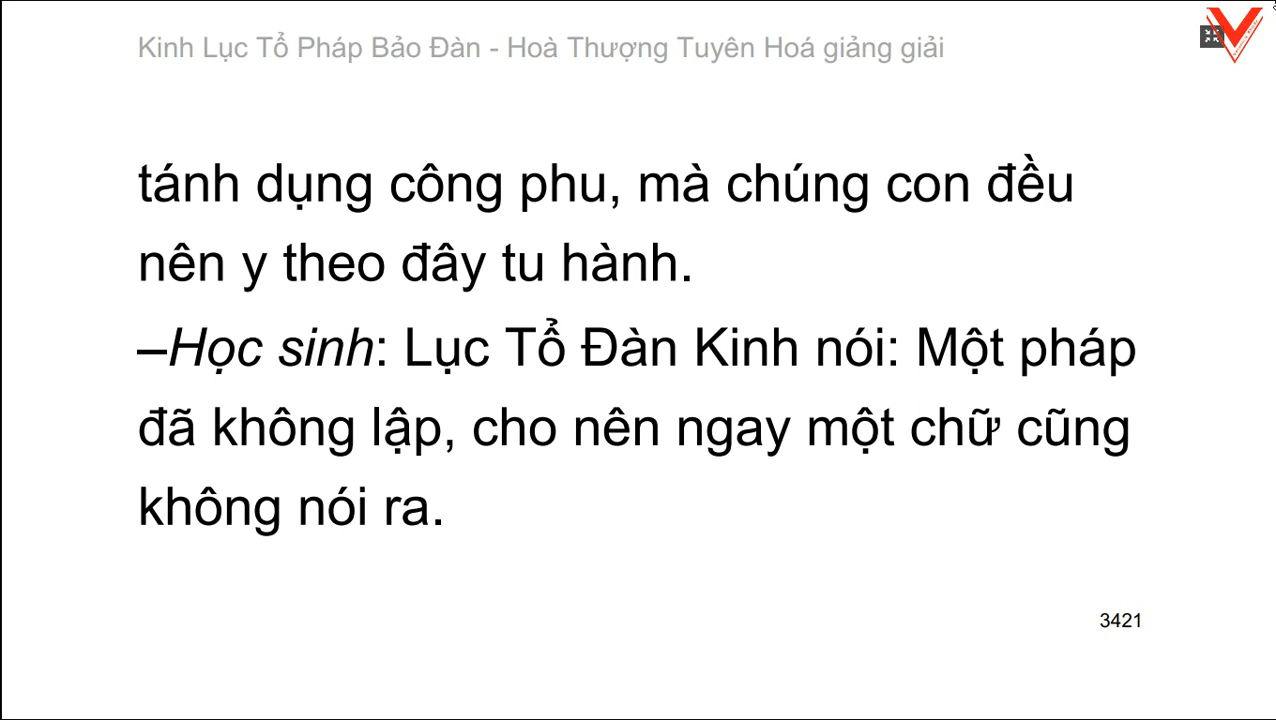 Kinh Lục Tổ Pháp Bảo Đàn - Hoà Thượng Tuyên Hoá giảng giải
tánh dụng công phu, mà chúng con đều
nên y theo đây tu hành.
–Học sinh: Lục Tổ Đàn Kinh nói: Một pháp
đã không lập, cho nên ngay một chữ cũng
không nói ra.
3421